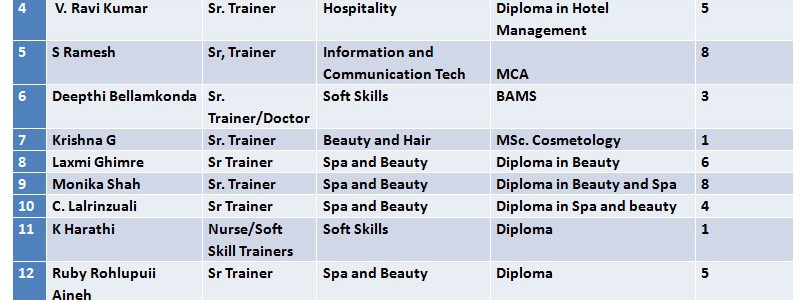 4 V. Ravi Kumar Sr. Trainer Hospitality Diploma in Hotel 5
Management
5 S Ramesh Sr, Trainer Information and 8
Communication Tech MCA
6 Deepthi Bellamkonda Sr. Soft Skills BAMS 3
Trainer/Doctor
7 Krishna G Sr. Trainer Beauty and Hair MSc. Cosmetology 1
8 Laxmi Ghimre Sr Trainer Spa and Beauty Diploma in Beauty 6
9 Monika Shah Sr. Trainer Spa and Beauty Diploma in Beauty and Spa 8
10 C. Lalrinzuali Sr Trainer Spa and Beauty Diploma in Spa and beauty 4
11 K Harathi Nurse/Soft Soft Skills Diploma 1
Skill Trainers
12 Ruby Rohlupuii Sr Trainer Spa and Beauty Diploma 5
Aineh